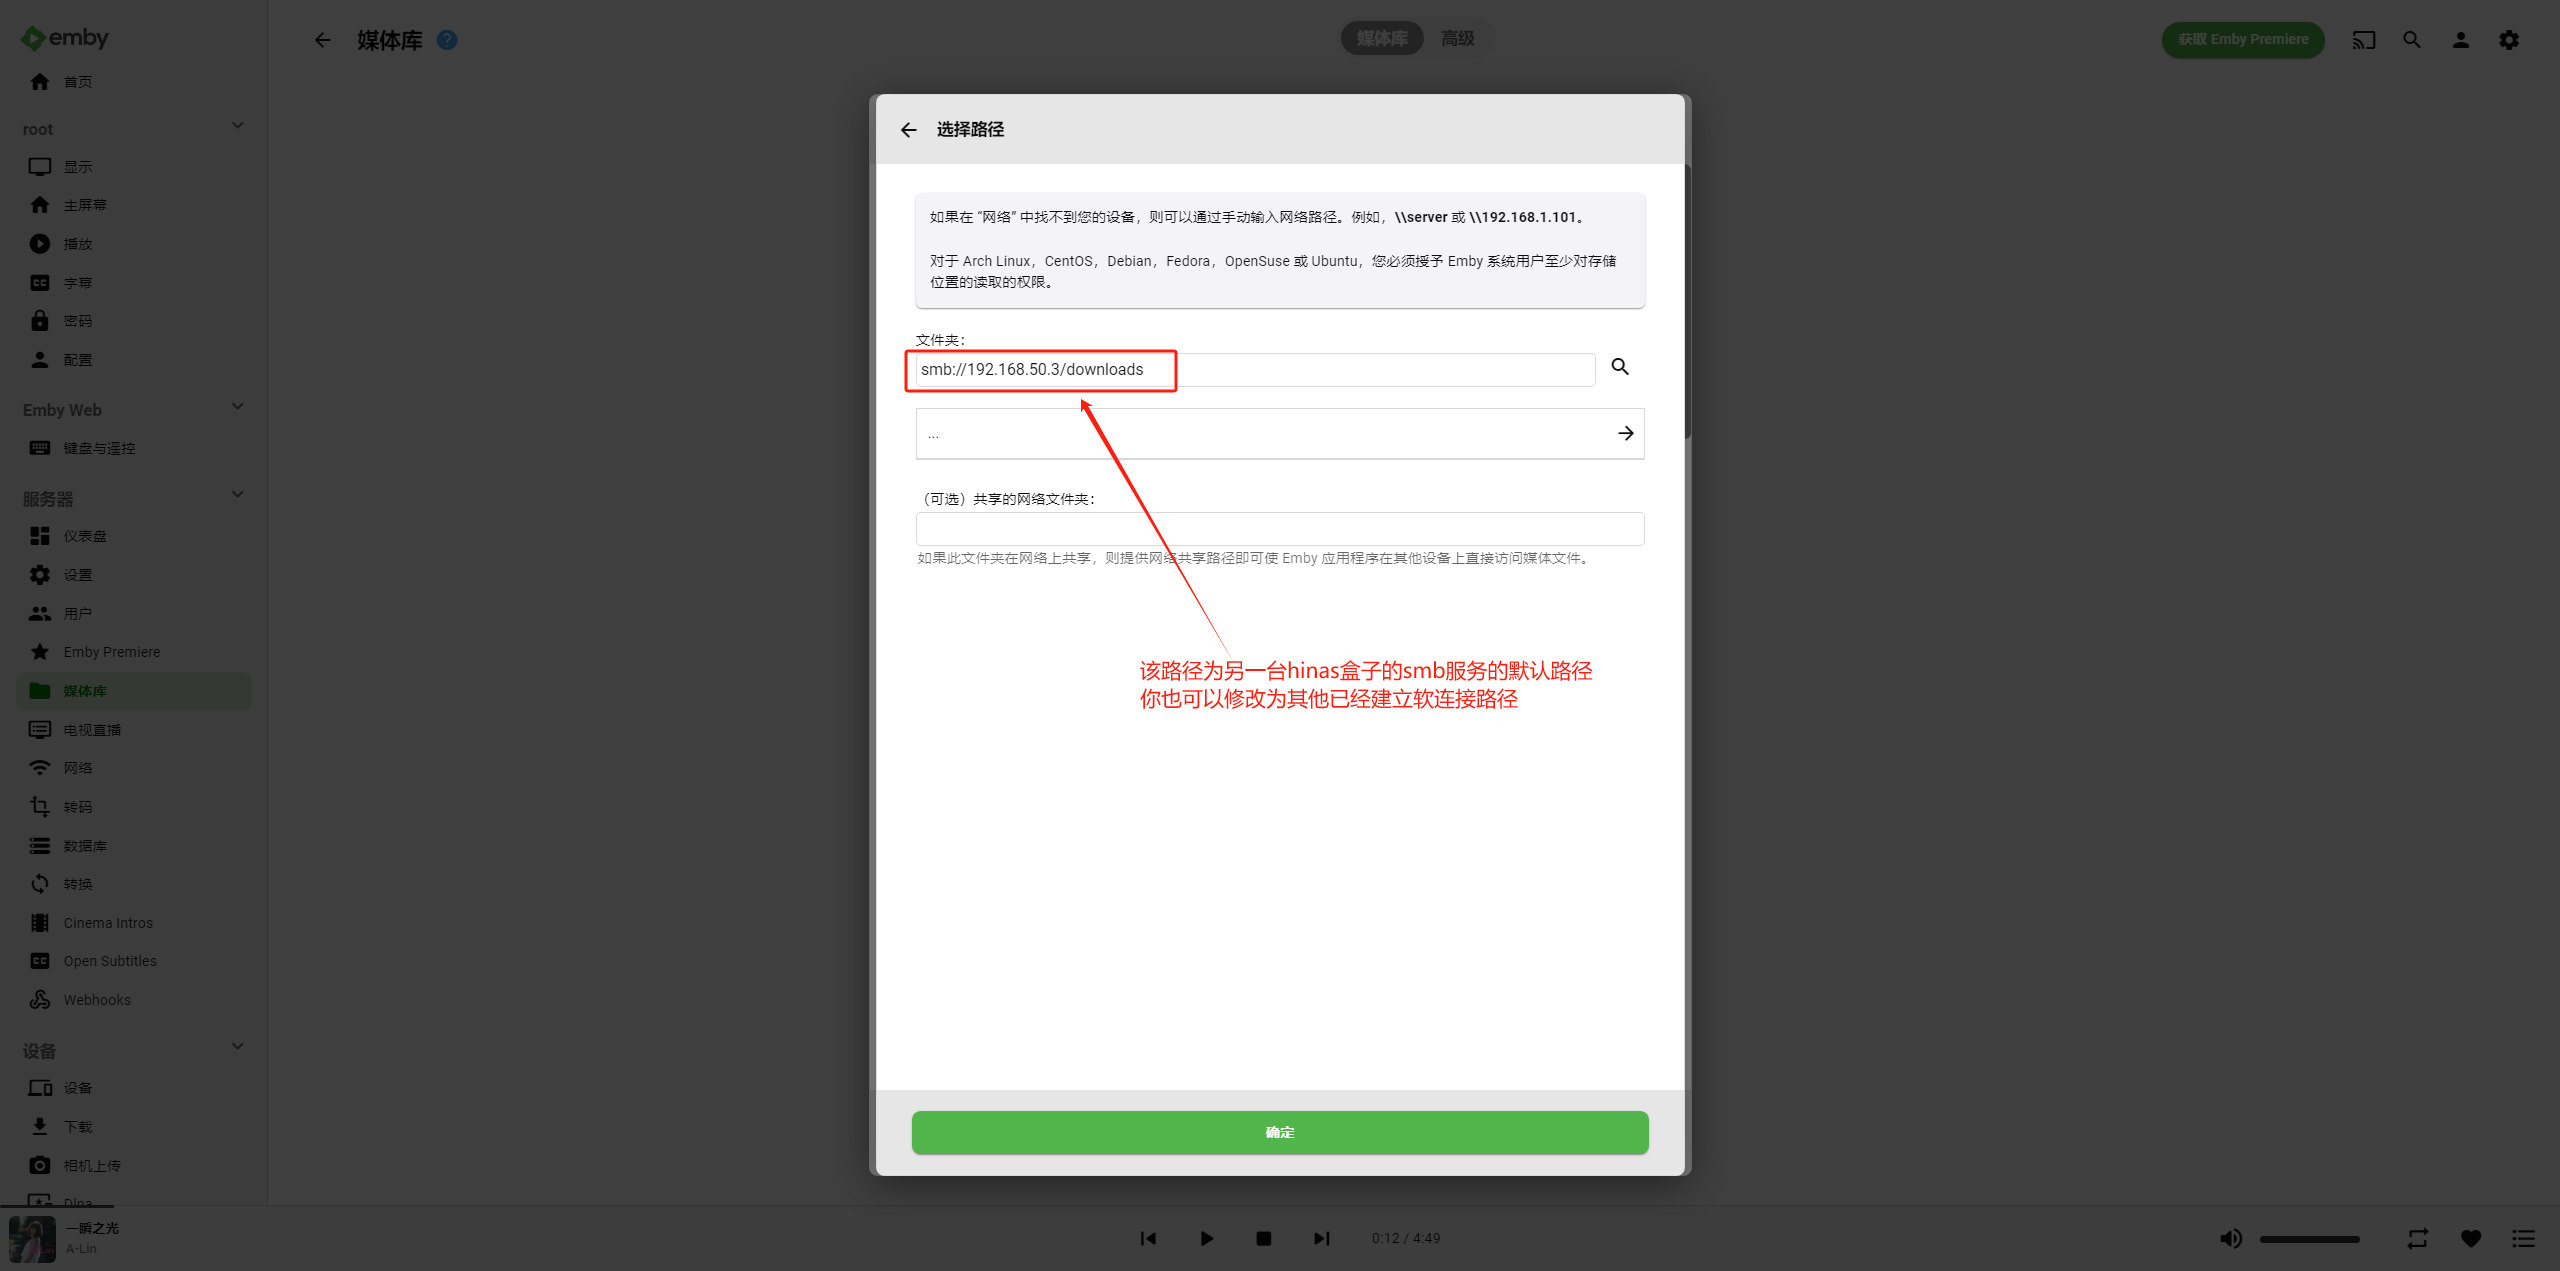 emby
首页
root
显示
主屏幕
播放
字幕
密码
配置
Emby Web
键盘与遥控
服务器
仪表盘
设置
用户
Emby Premiere
媒体库
电视直播
网络
转码
数据库
转换
Cinema Intros
Open Subtitles
Webhooks
设备
设备
下载
相机上传
Dlna
媒体库 ?
媒体库 高级
获取 Emby Premiere
选择路径
如果在 “网络” 中找不到您的设备，则可以通过手动输入网络路径。例如，\\server 或 \\192.168.1.101。
对于 Arch Linux，CentOS，Debian，Fedora，OpenSuse 或 Ubuntu，您必须授予 Emby 系统用户至少对存储
位置的读取的权限。
文件夹：
smb://192.168.50.3/downloads
...
（可选）共享的网络文件夹：
如果此文件夹在网络上共享，则提供网络共享路径即可使 Emby 应用程序在其他设备上直接访问媒体文件。
该路径为另一台hinas盒子的smb服务的默认路径
你也可以修改为其他已经建立软连接路径
确定
一瞬之光
A-Lin
0:12 / 4:49